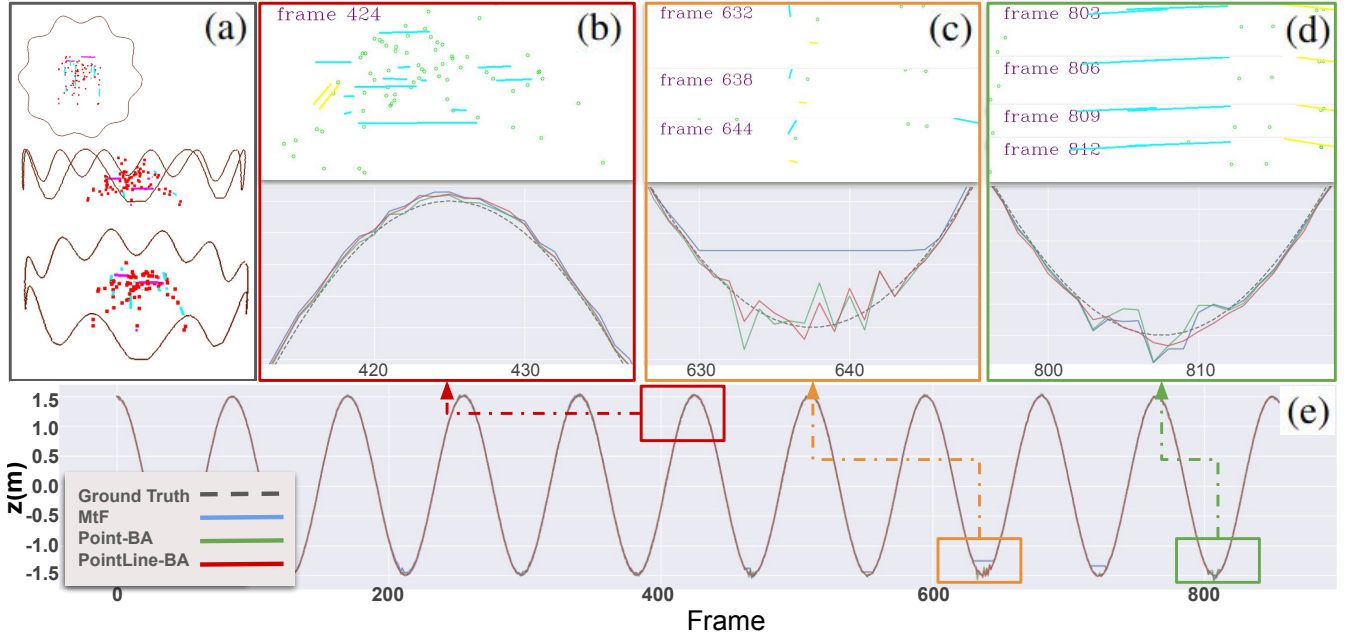 (a)
frame 424
(b)
420
430
frame 632
(c)
frame 638
frame 644
630
640
frame 803
(d)
frame 806
frame 809
frame 812
800
810
(e)
1.5
1.0
0.5
0.0
-0.5
-1.0
-1.5
z(m)
Ground Truth
MtF
Point-BA
PointLine-BA
0
200
400
600
800
Frame